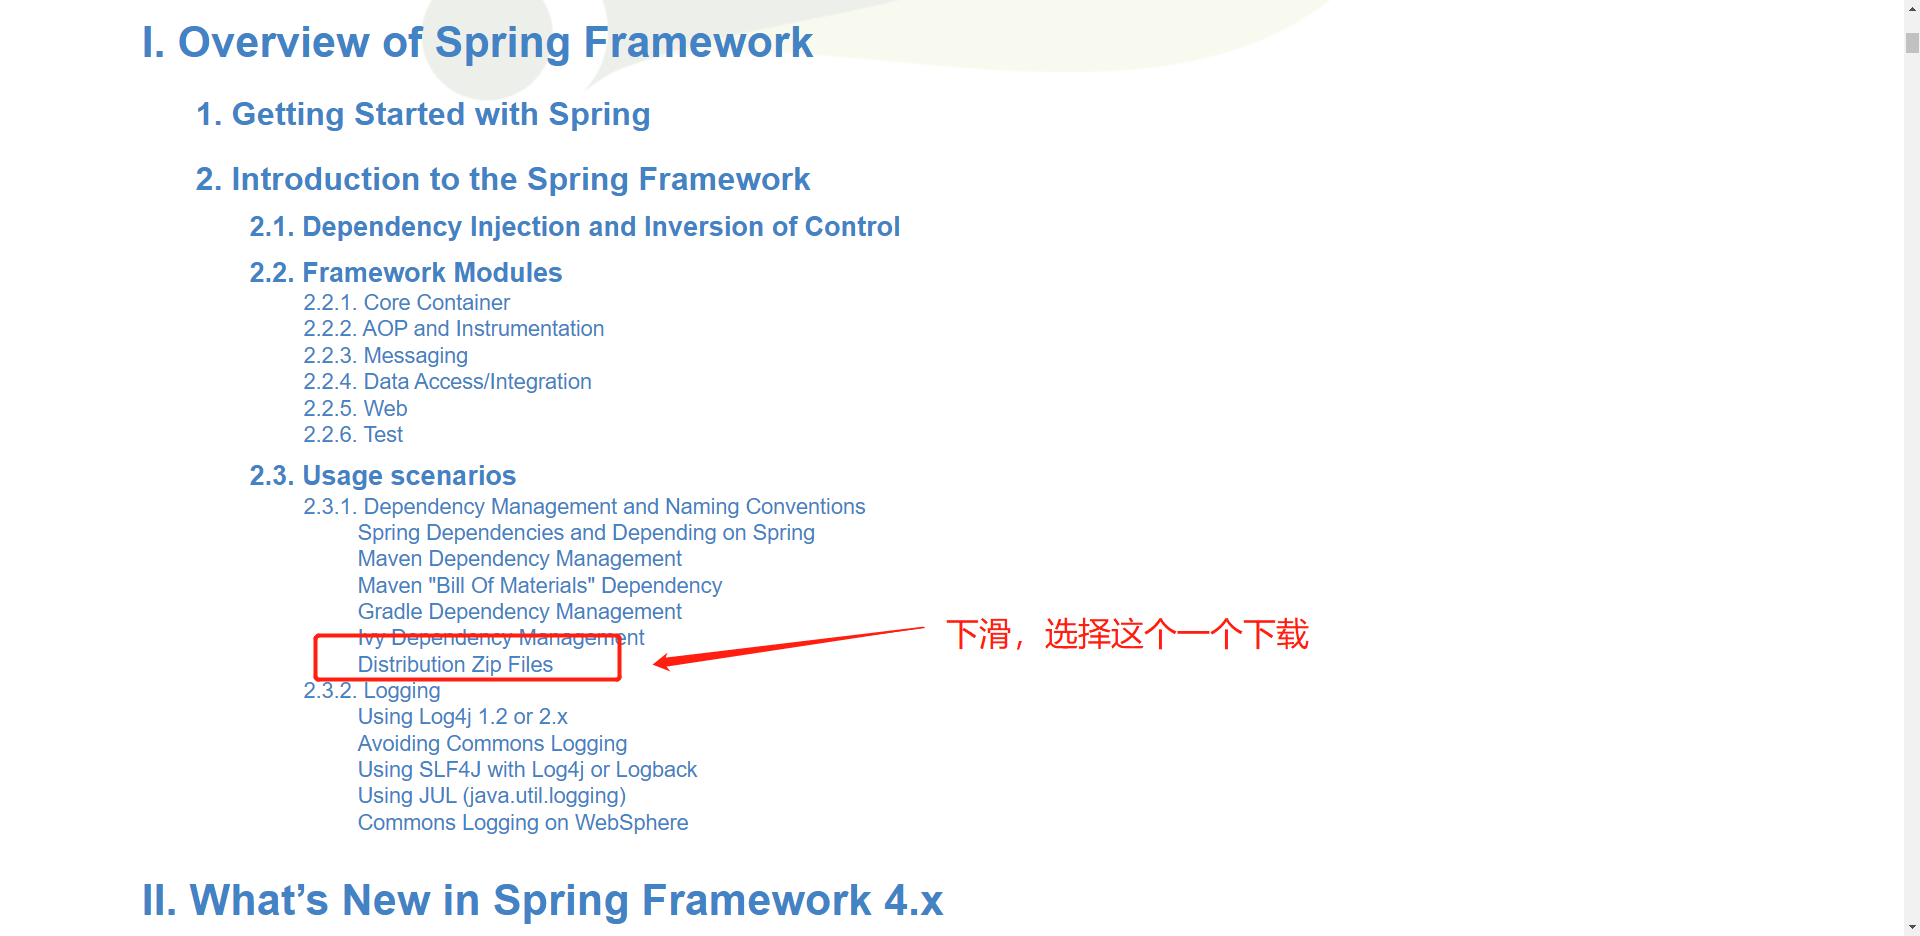 I. Overview of Spring Framework
1. Getting Started with Spring
2. Introduction to the Spring Framework
2.1. Dependency Injection and Inversion of Control
2.2. Framework Modules
2.2.1. Core Container
2.2.2. AOP and Instrumentation
2.2.3. Messaging
2.2.4. Data Access/Integration
2.2.5. Web
2.2.6. Test
2.3. Usage scenarios
2.3.1. Dependency Management and Naming Conventions
Spring Dependencies and Depending on Spring
Maven Dependency Management
Maven "Bill Of Materials" Dependency
Gradle Dependency Management
Ivy Dependency Management
Distribution Zip Files
下滑，选择这个一个下载
2.3.2. Logging
Using Log4j 1.2 or 2.x
Avoiding Commons Logging
Using SLF4J with Log4j or Logback
Using JUL (java.util.logging)
Commons Logging on WebSphere
II. What’s New in Spring Framework 4.x